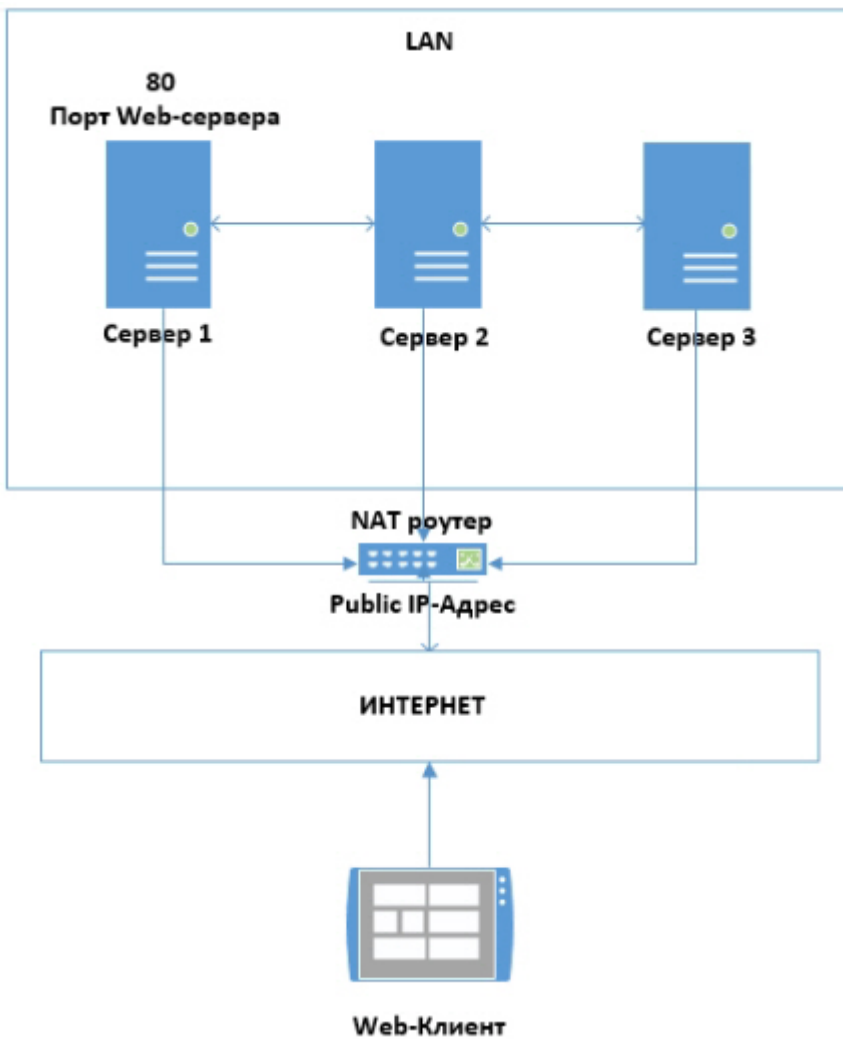 LAN
80
Порт Web-сервера
Сервер 1
Сервер 2
Сервер 3
NAT роутер
Public IP-Адрес
ИНТЕРНЕТ
Web-Клиент